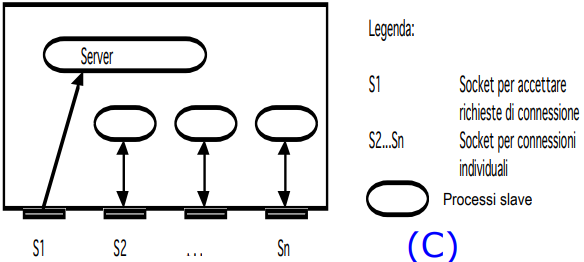 Server
S1 S2 ... Sn
Legenda:
S1 Socket per accettare
richieste di connessione
S2...Sn Socket per connessioni
individuali
Processi slave
(C)